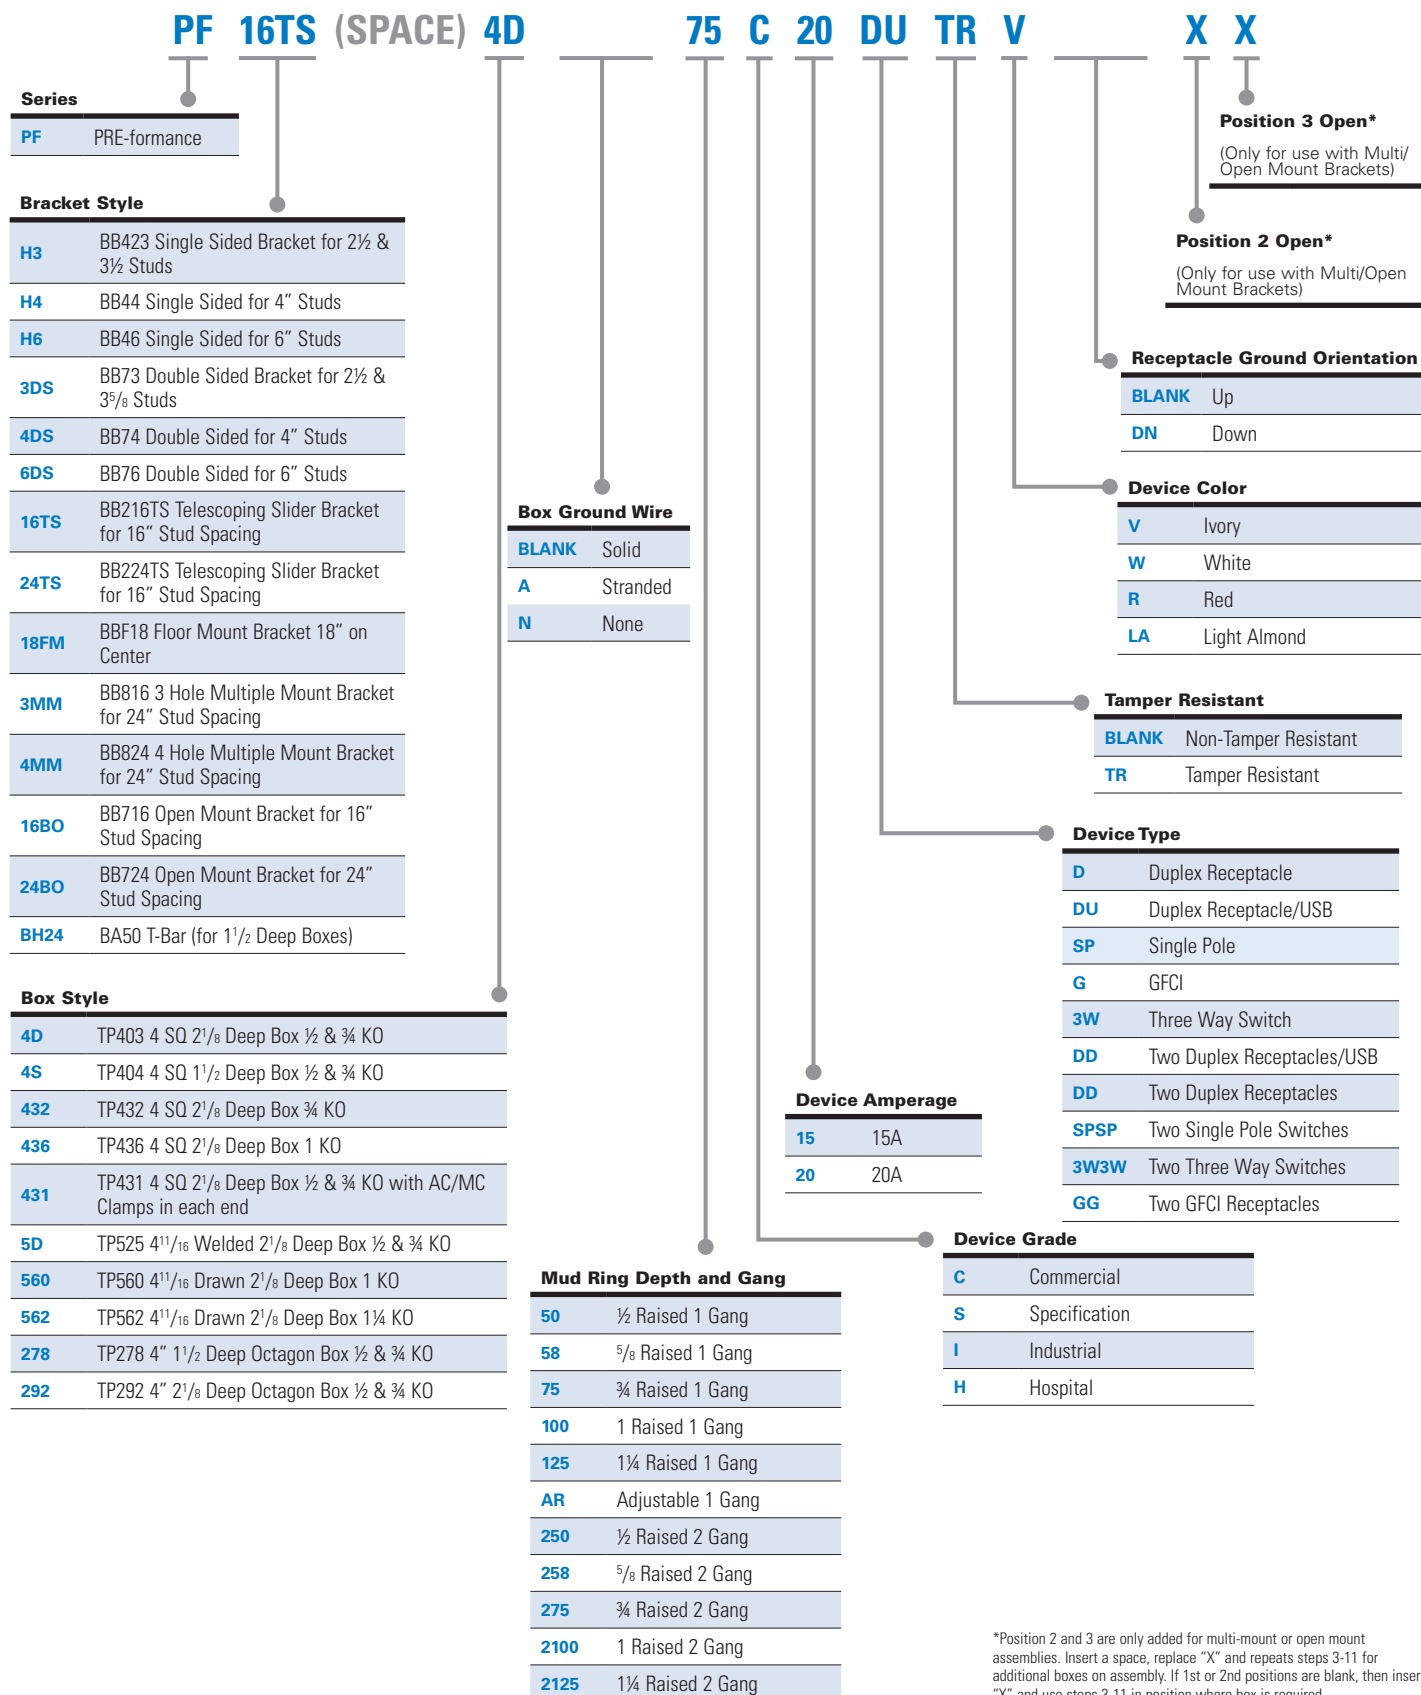 PF 16TS (SPACE) 4D 75 C 20 DU TR V X X
Series
PF PRE-formance
Bracket Style
H3 BB423 Single Sided Bracket for 2½ &
3½ Studs
H4 BB44 Single Sided for 4” Studs
H6 BB46 Single Sided for 6” Studs
3DS BB73 Double Sided Bracket for 2½ &
3⁵/₈ Studs
4DS BB74 Double Sided for 4” Studs
6DS BB76 Double Sided for 6” Studs
16TS BB216TS Telescoping Slider Bracket
for 16” Stud Spacing
24TS BB224TS Telescoping Slider Bracket
for 16” Stud Spacing
18FM BBF18 Floor Mount Bracket 18” on
Center
3MM BB816 3 Hole Multiple Mount Bracket
for 24” Stud Spacing
4MM BB824 4 Hole Multiple Mount Bracket
for 24” Stud Spacing
16BO BB716 Open Mount Bracket for 16”
Stud Spacing
24BO BB724 Open Mount Bracket for 24”
Stud Spacing
BH24 BA50 T-Bar (for 1¹/₂ Deep Boxes)
Box Style
4D TP403 4 SQ 2¹/₈ Deep Box ½ & ¾ KO
4S TP404 4 SQ 1¹/₂ Deep Box ½ & ¾ KO
432 TP432 4 SQ 2¹/₈ Deep Box ¾ KO
436 TP436 4 SQ 2¹/₈ Deep Box 1 KO
431 TP431 4 SQ 2¹/₈ Deep Box ½ & ¾ KO with AC/MC
Clamps in each end
5D TP525 4¹¹/₁₆ Welded 2¹/₈ Deep Box ½ & ¾ KO
560 TP560 4¹¹/₁₆ Drawn 2¹/₈ Deep Box 1 KO
562 TP562 4¹¹/₁₆ Drawn 2¹/₈ Deep Box 1¼ KO
278 TP278 4” 1¹/₂ Deep Octagon Box ½ & ¾ KO
292 TP292 4” 2¹/₈ Deep Octagon Box ½ & ¾ KO
Box Ground Wire
BLANK Solid
A Stranded
N None
Mud Ring Depth and Gang
50 ½ Raised 1 Gang
58 ⁵/₈ Raised 1 Gang
75 ¾ Raised 1 Gang
100 1 Raised 1 Gang
125 1¼ Raised 1 Gang
AR Adjustable 1 Gang
250 ½ Raised 2 Gang
258 ⁵/₈ Raised 2 Gang
275 ¾ Raised 2 Gang
2100 1 Raised 2 Gang
2125 1¼ Raised 2 Gang
Device Grade
C Commercial
S Specification
I Industrial
H Hospital
Device Amperage
15 15A
20 20A
Device Type
D Duplex Receptacle
DU Duplex Receptacle/USB
SP Single Pole
G GFCI
3W Three Way Switch
DD Two Duplex Receptacles/USB
DD Two Duplex Receptacles
SPSP Two Single Pole Switches
3W3W Two Three Way Switches
GG Two GFCI Receptacles
Tamper Resistant
BLANK Non-Tamper Resistant
TR Tamper Resistant
Device Color
V Ivory
W White
R Red
LA Light Almond
Receptacle Ground Orientation
BLANK Up
DN Down
Position 2 Open*
(Only for use with Multi/Open
Mount Brackets)
Position 3 Open*
(Only for use with Multi/
Open Mount Brackets)
*Position 2 and 3 are only added for multi-mount or open mount
assemblies. Insert a space, replace “X” and repeats steps 3-11 for
additional boxes on assembly. If 1st or 2nd positions are blank, then inser
“X” and use steps 3-11 in position where box is required